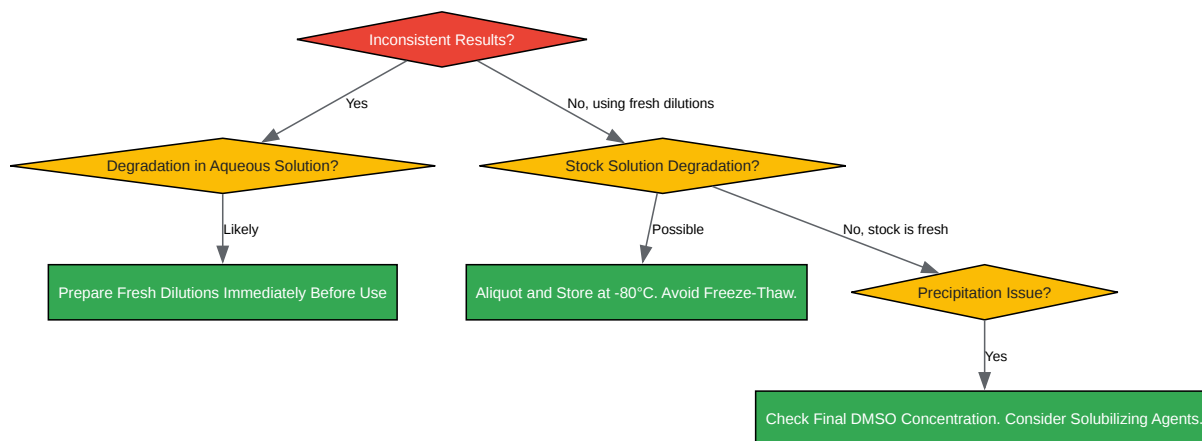 Inconsistent Results?
Yes
No, using fresh dilutions
Degradation in Aqueous Solution?
Stock Solution Degradation?
Likely
Possible
No, stock is fresh
Prepare Fresh Dilutions Immediately Before Use
Aliquot and Store at -80°C. Avoid Freeze-Thaw.
Precipitation Issue?
Yes
Check Final DMSO Concentration. Consider Solubilizing Agents.